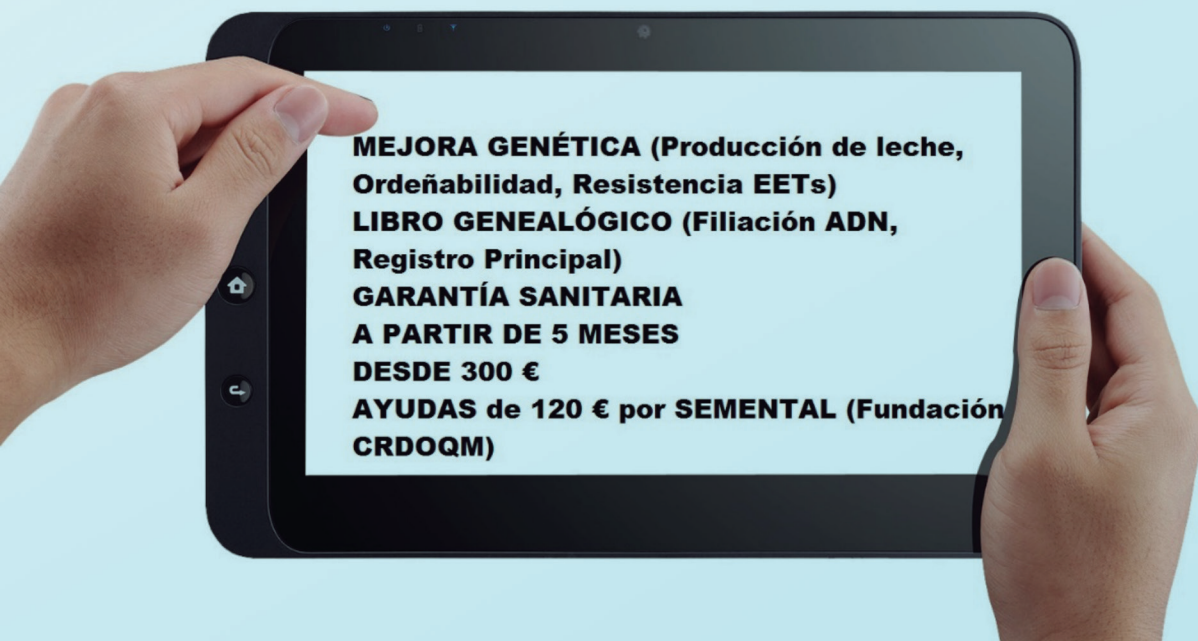 MEJORA GENÉTICA (Producción de leche,
Ordeñabilidad, Resistencia EETs)
LIBRO GENEALÓGICO (Filiación ADN,
Registro Principal)
GARANTÍA SANITARIA
A PARTIR DE 5 MESES
DESDE 300 €
AYUDAS de 120 € por SEMENTAL (Fundación
CRDOQM)